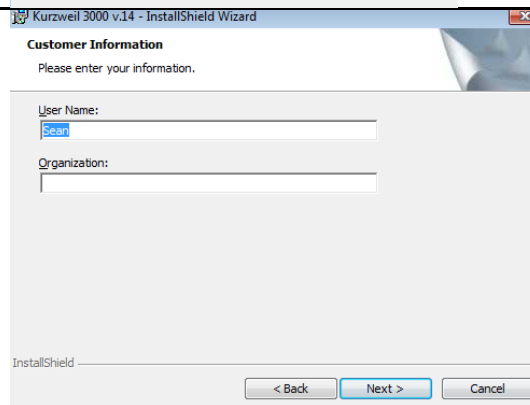 Kurzweil 3000 v.14 - InstallShield Wizard
Customer Information
Please enter your information.
User Name:
Sean
Organization:
InstallShield
< Back
Next >
Cancel